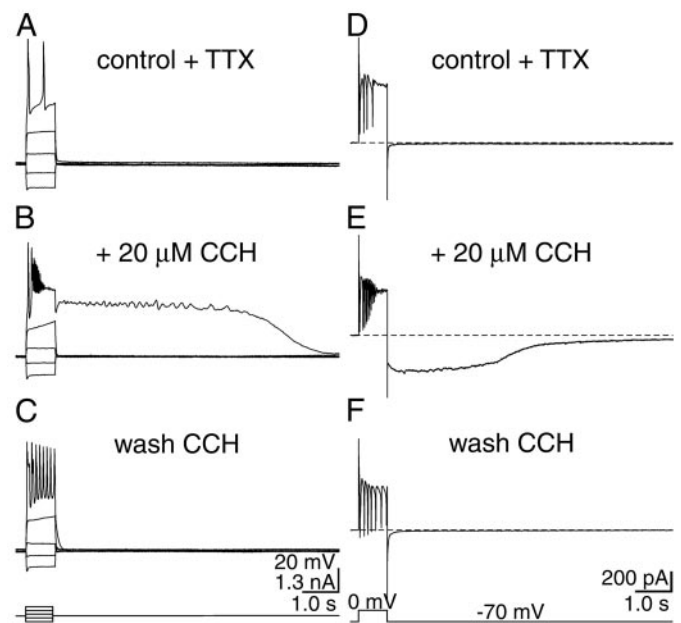 A
control + TTX
B
+ 20 μM CCH
C
wash CCH
20 mV
1.3 nA
1.0 s
D
control + TTX
E
+ 20 μM CCH
F
wash CCH
200 pA
1.0 s
0 mV
-70 mV